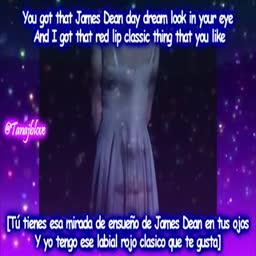 You got that James Dean day dream look in your eye
And I got that red lip classic thing that you like
@Tanajblove
[Tú tienes esa mirada de ensueño de James Dean en tus ojos
Y yo tengo ese labial rojo clasico que te gusta]